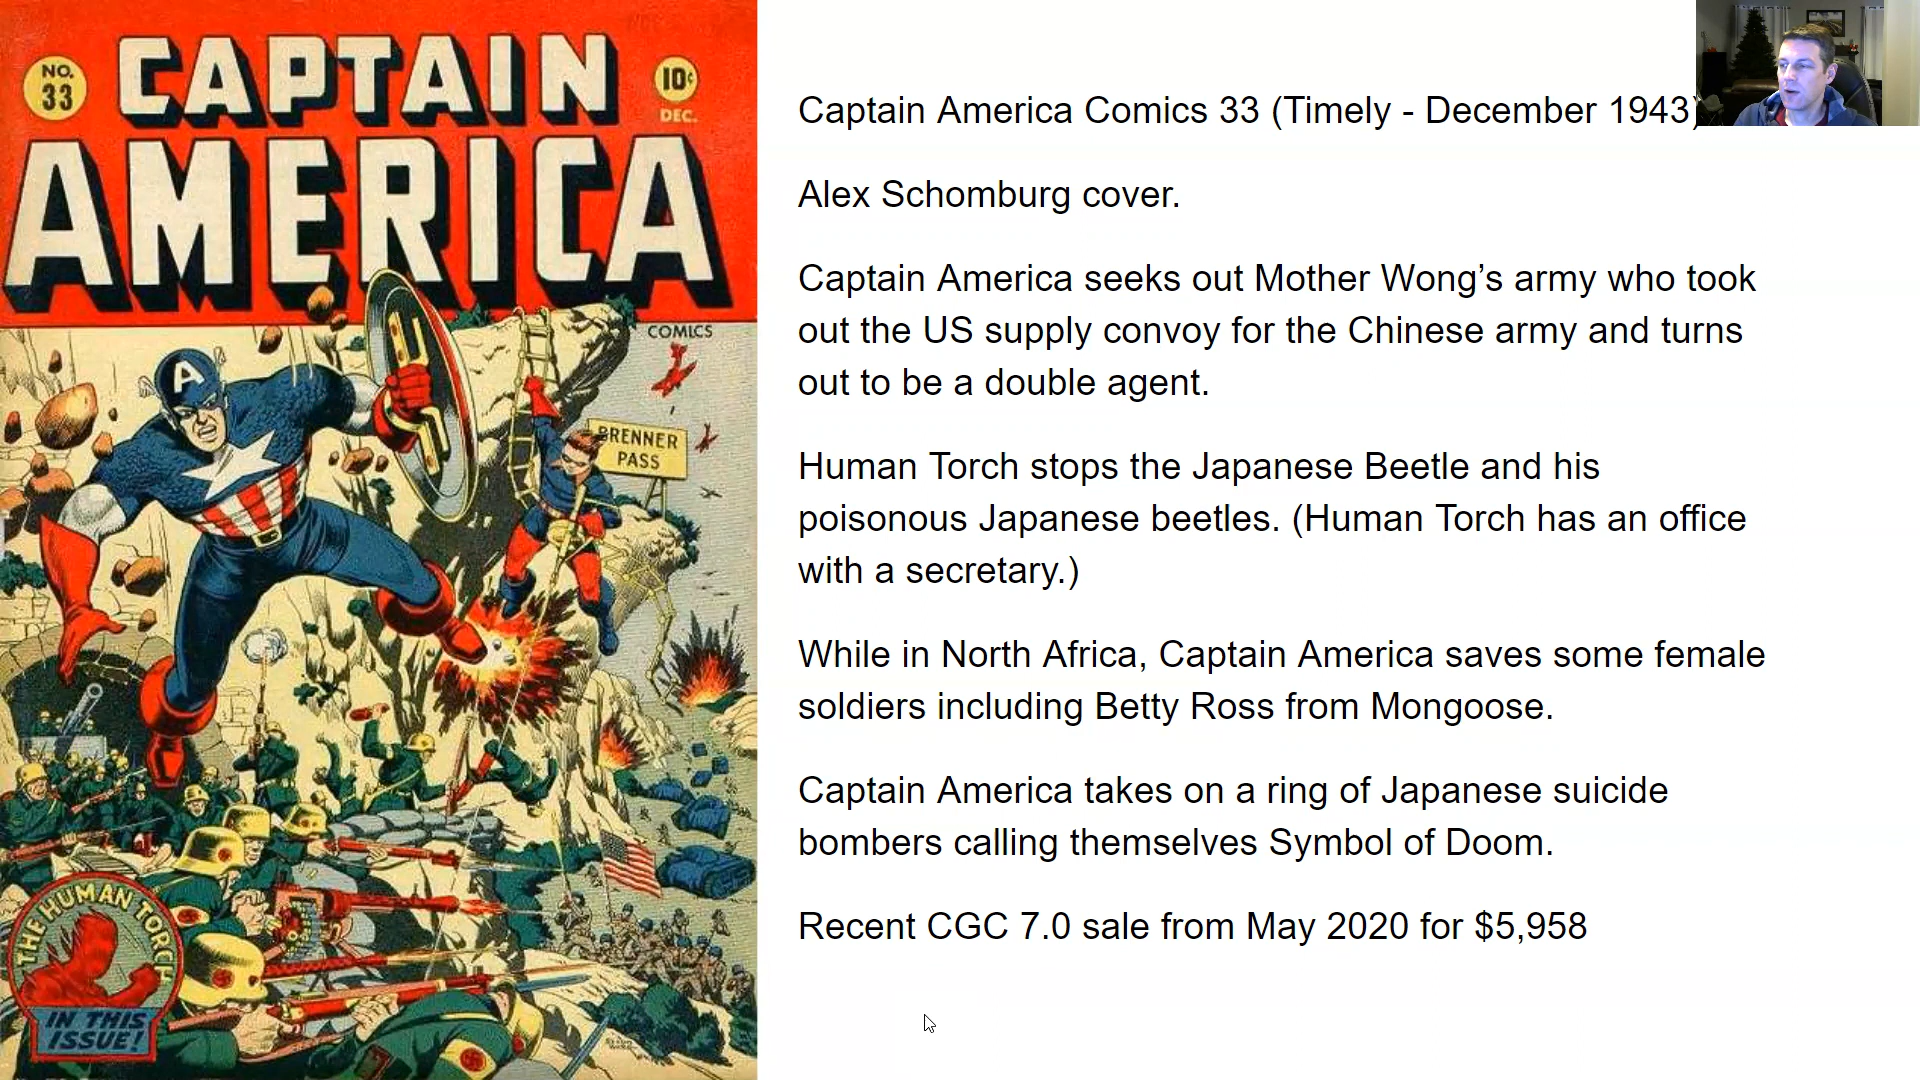 NO.
33
CAPTAIN
10¢
DEC.
AMERICA
COMICS
BRENNER
PASS
A
THE HUMAN TORCH
IN THIS
ISSUE!
Captain America Comics 33 (Timely - December 1943)
Alex Schomburg cover.
Captain America seeks out Mother Wong’s army who took
out the US supply convoy for the Chinese army and turns
out to be a double agent.
Human Torch stops the Japanese Beetle and his
poisonous Japanese beetles. (Human Torch has an office
with a secretary.)
While in North Africa, Captain America saves some female
soldiers including Betty Ross from Mongoose.
Captain America takes on a ring of Japanese suicide
bombers calling themselves Symbol of Doom.
Recent CGC 7.0 sale from May 2020 for $5,958